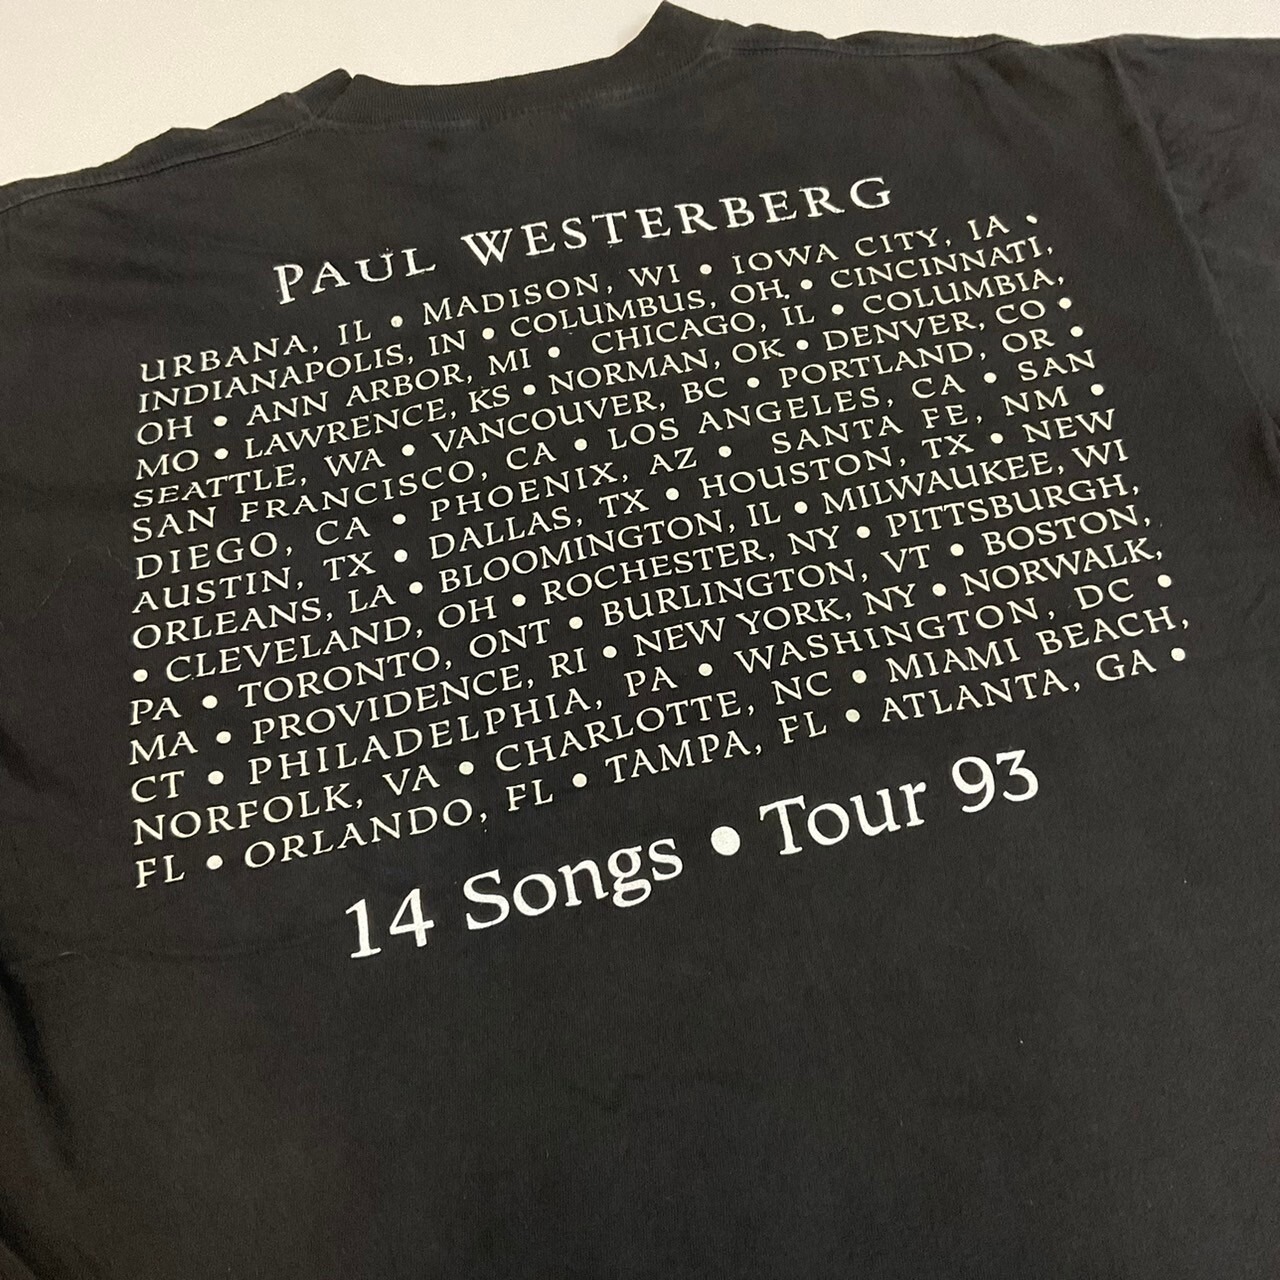 PAUL WESTERBERG
URBANA, IL • MADISON, WI • IOWA CITY, IA •
INDIANAPOLIS, IN • COLUMBUS, OH. • CINCINNATI,
OH • ANN ARBOR, MI • CHICAGO, IL • COLUMBIA,
MO • LAWRENCE, KS • NORMAN, OK • DENVER, CO •
SEATTLE, WA • VANCOUVER, BC • PORTLAND, OR •
SAN FRANCISCO, CA • LOS ANGELES, CA • SAN
DIEGO, CA • PHOENIX, AZ • SANTA FE, NM •
AUSTIN, TX • DALLAS, TX • HOUSTON, TX • NEW
ORLEANS, LA • BLOOMINGTON, IL • MILWAUKEE, WI
• CLEVELAND, OH • ROCHESTER, NY • PITTSBURGH,
PA • TORONTO, ONT • BURLINGTON, VT • BOSTON,
MA • PROVIDENCE, RI • NEW YORK, NY • NORWALK,
CT • PHILADELPHIA, PA • WASHINGTON, DC •
NORFOLK, VA • CHARLOTTE, NC • MIAMI BEACH,
FL • ORLANDO, FL • TAMPA, FL • ATLANTA, GA •
14 Songs • Tour 93